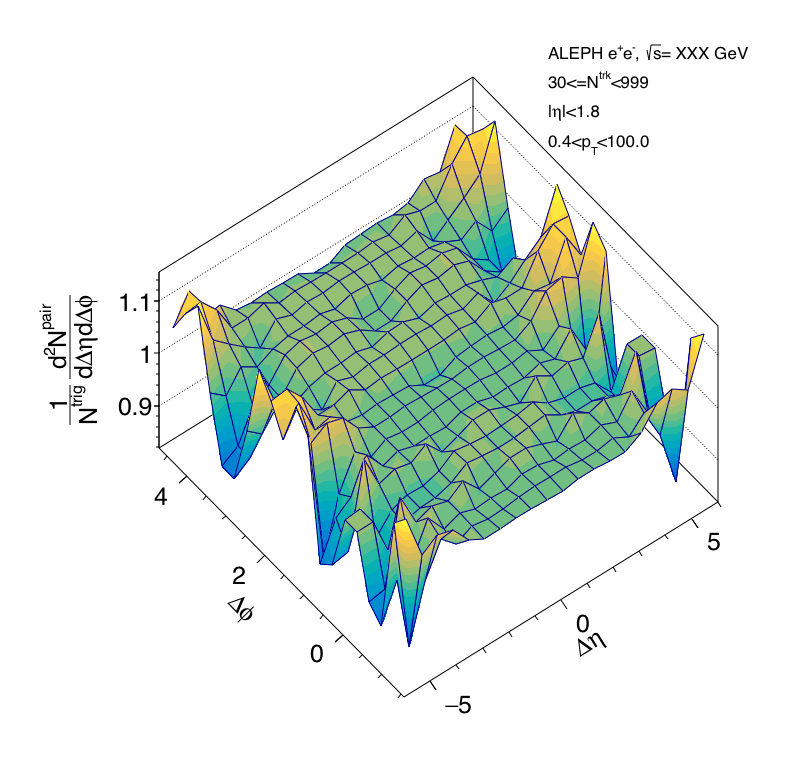 ALEPH e⁺e⁻, √s= XXX GeV
30<=N^trk<999
|η|<1.8
0.4<p_T<100.0
1/N^trig d²N^pair/dΔηdΔϕ
1.1
1
0.9
4
2
0
Δϕ
−5
0
5
Δη